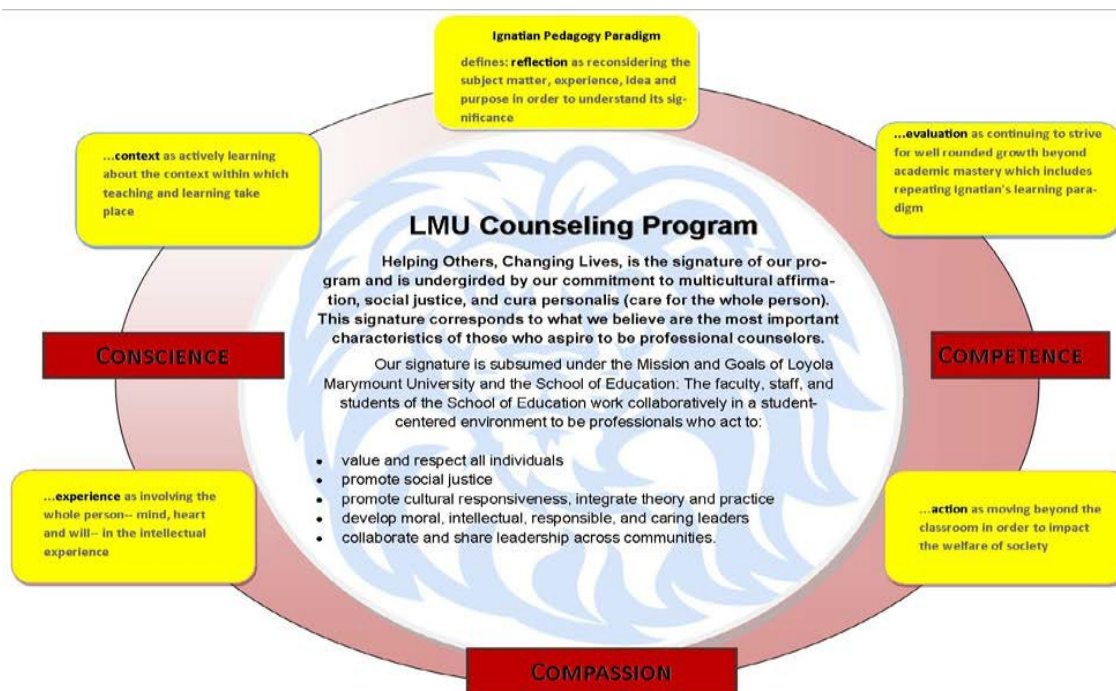 Ignatian Pedagogy Paradigm
defines: reflection as reconsidering the
subject matter, experience, idea and
purpose in order to understand its sig-
nificance
...context as actively learning
about the context within which
teaching and learning take
place
...evaluation as continuing to strive
for well rounded growth beyond
academic mastery which includes
repeating Ignatian's learning para-
digm
LMU Counseling Program
Helping Others, Changing Lives, is the signature of our pro-
gram and is undergirded by our commitment to multicultural affirma-
tion, social justice, and cura personalis (care for the whole person).
This signature corresponds to what we believe are the most important
characteristics of those who aspire to be professional counselors.
Our signature is subsumed under the Mission and Goals of Loyola
Marymount University and the School of Education: The faculty, staff, and
students of the School of Education work collaboratively in a student-
centered environment to be professionals who act to:
• value and respect all individuals
• promote social justice
• promote cultural responsiveness, integrate theory and practice
• develop moral, intellectual, responsible, and caring leaders
• collaborate and share leadership across communities.
CONSCIENCE
COMPETENCE
...experience as involving the
whole person-- mind, heart
and will-- in the intellectual
experience
...action as moving beyond the
classroom in order to impact
the welfare of society
COMPASSION